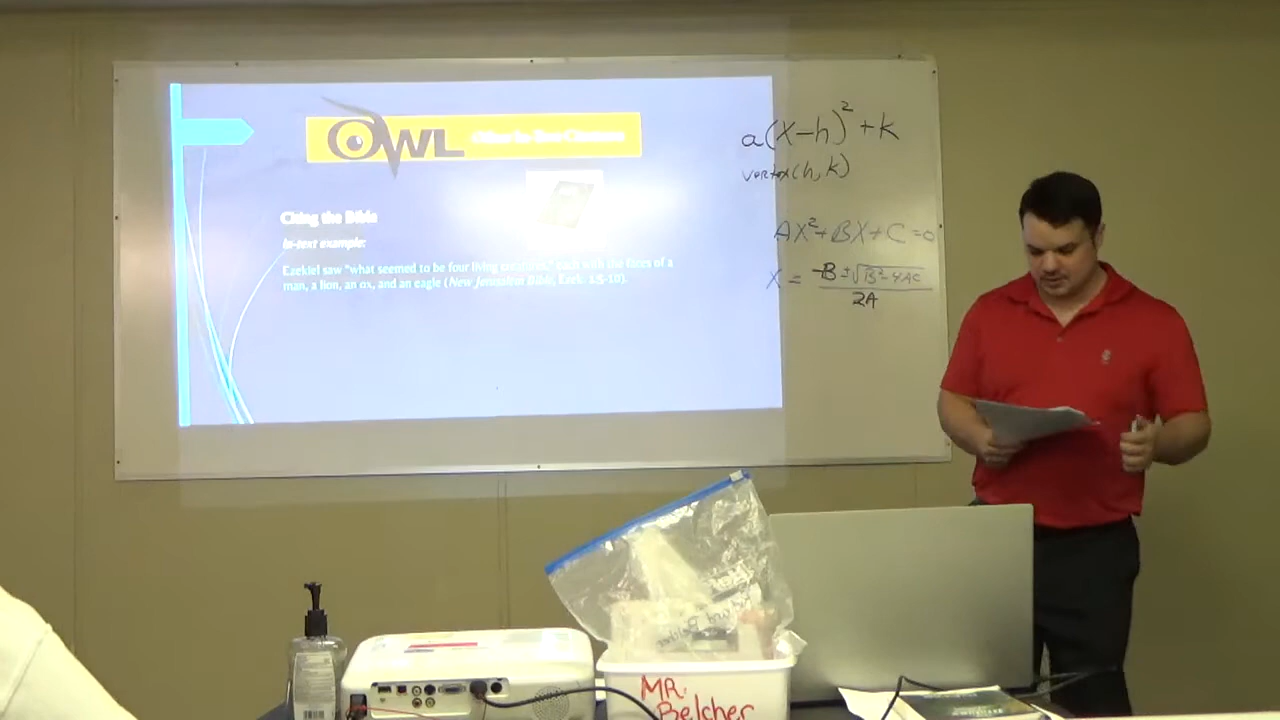 OWL
Citing the Bible
In-text example:
Ezekiel saw "what seemed to be four living creatures," each with the faces of a
man, a lion, an ox, and an eagle (New Jerusalem Bible, Ezek. 1.5-10).
a(x-h)²+k
vertex(h,k)
AX²+BX+C=0
X = -B±√B²-4AC
2A
MR.
Belcher